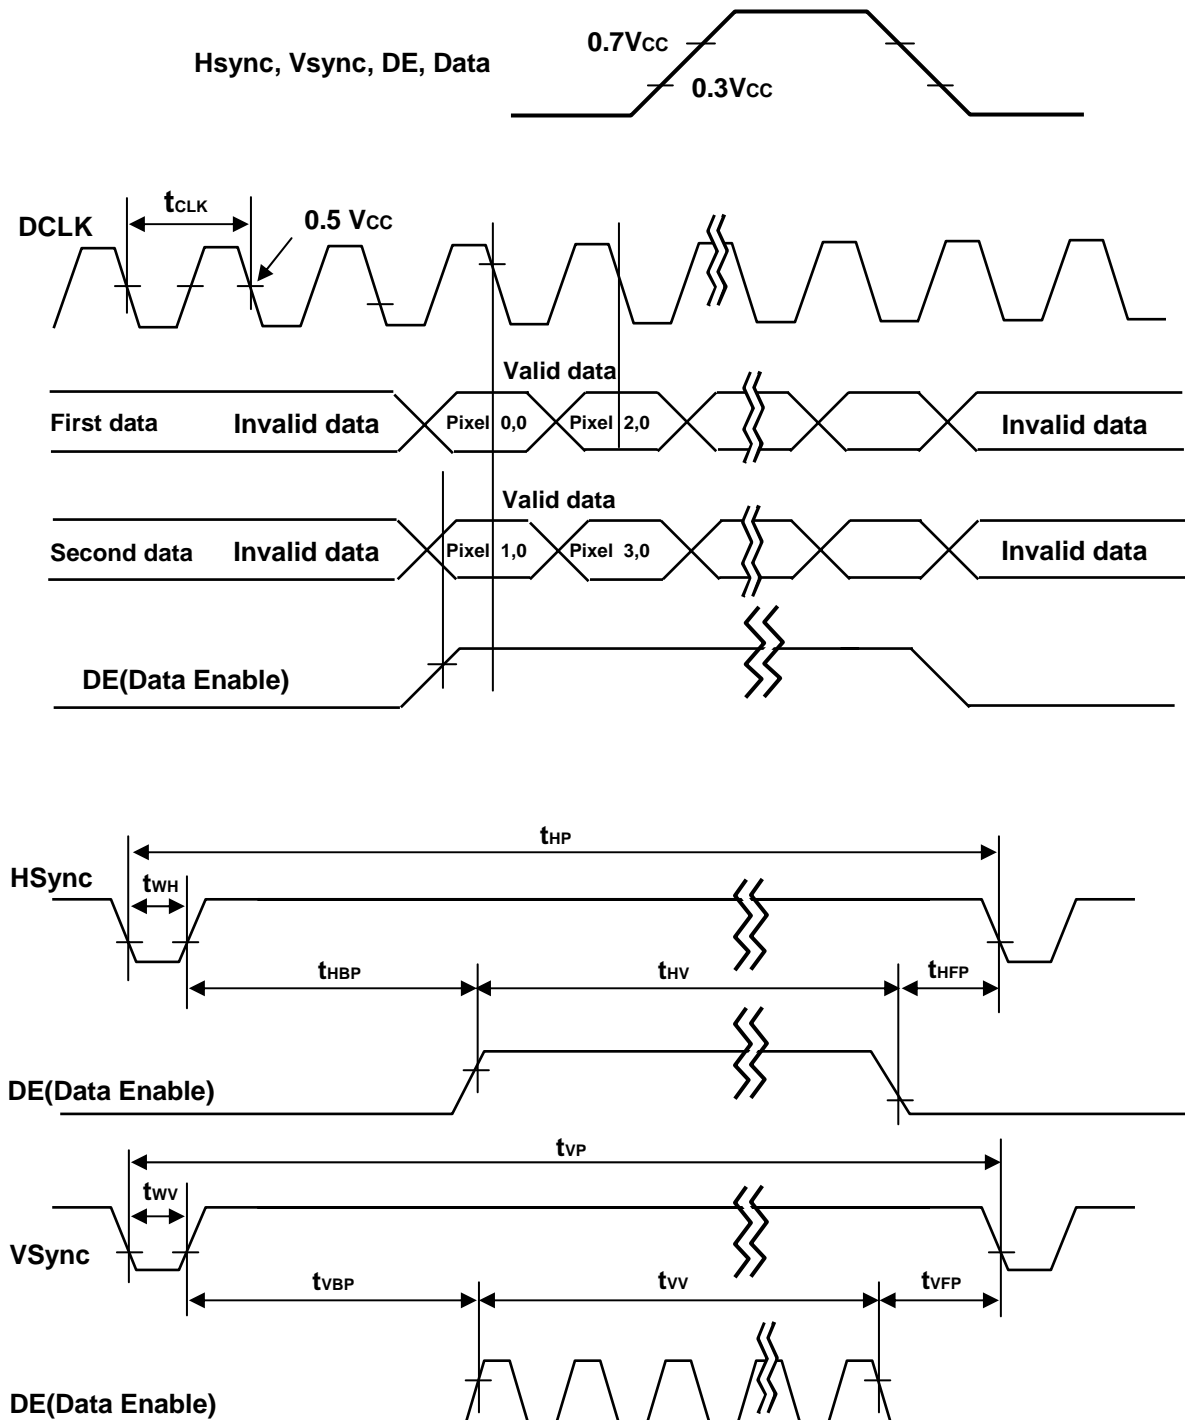 0.7VCC
Hsync, Vsync, DE, Data
0.3VCC
tCLK
0.5 VCC
DCLK
Valid data
First data Invalid data Pixel 0,0 Pixel 2,0 Invalid data
Valid data
Second data Invalid data Pixel 1,0 Pixel 3,0 Invalid data
DE(Data Enable)
tHP
HSync
tWH
tHBP tHV tHFP
DE(Data Enable)
tVP
tWV
VSync
tVBP tVV tVFP
DE(Data Enable)